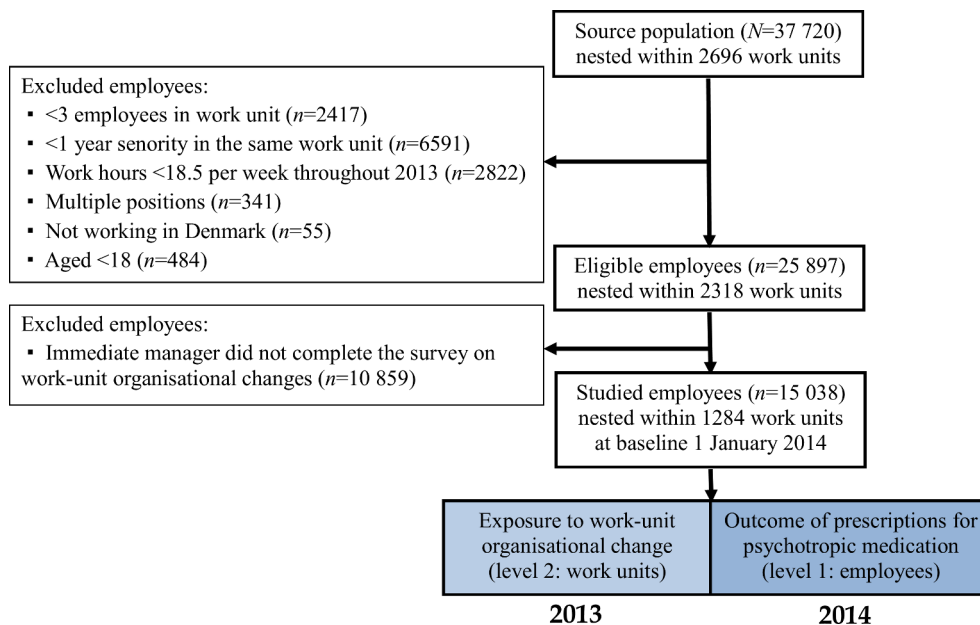 Source population (N=37 720)
nested within 2696 work units
Excluded employees:
▪ <3 employees in work unit (n=2417)
▪ <1 year senority in the same work unit (n=6591)
▪ Work hours <18.5 per week throughout 2013 (n=2822)
▪ Multiple positions (n=341)
▪ Not working in Denmark (n=55)
▪ Aged <18 (n=484)
Eligible employees (n=25 897)
nested within 2318 work units
Excluded employees:
▪ Immediate manager did not complete the survey on
work-unit organisational changes (n=10 859)
Studied employees (n=15 038)
nested within 1284 work units
at baseline 1 January 2014
Exposure to work-unit
organisational change
(level 2: work units)
Outcome of prescriptions for
psychotropic medication
(level 1: employees)
2013
2014